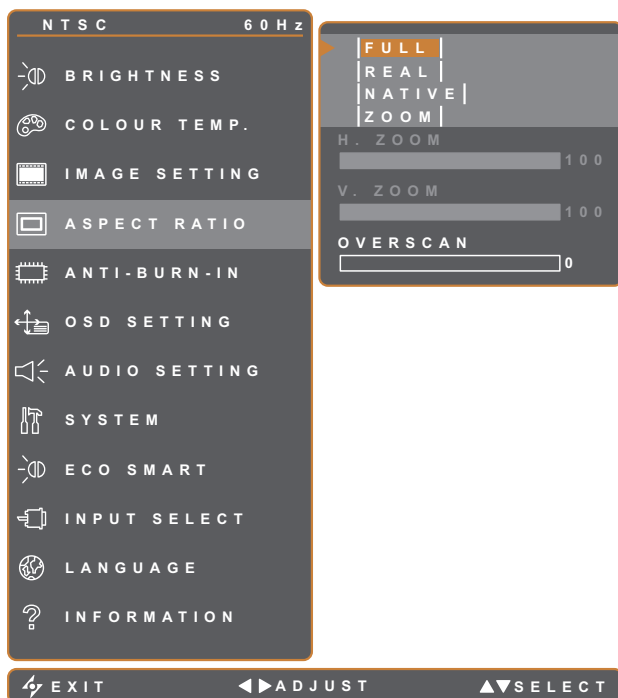 NTSC 60Hz
BRIGHTNESS
COLOUR TEMP.
IMAGE SETTING
ASPECT RATIO
ANTI-BURN-IN
OSD SETTING
AUDIO SETTING
SYSTEM
ECO SMART
INPUT SELECT
LANGUAGE
INFORMATION
FULL
REAL
NATIVE
ZOOM
H. ZOOM
100
V. ZOOM
100
OVERSCAN
0
EXIT ADJUST SELECT